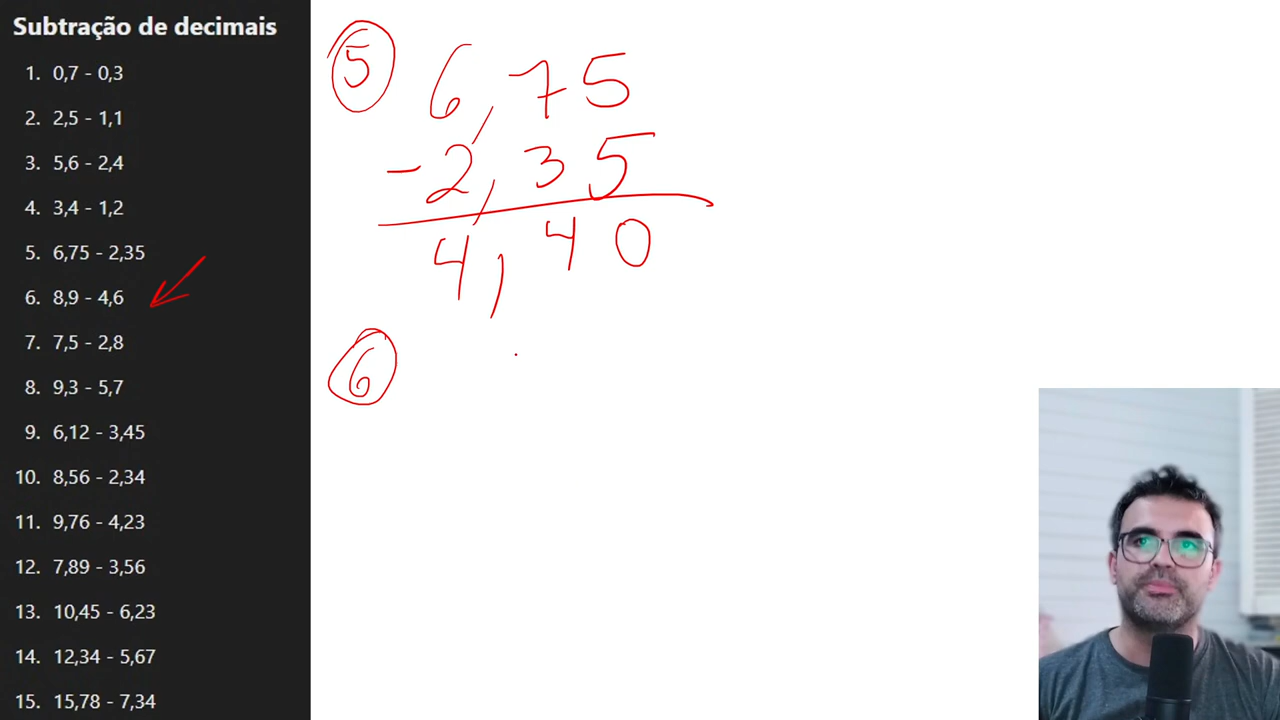 Subtração de decimais
1. 0,7 - 0,3
2. 2,5 - 1,1
3. 5,6 - 2,4
4. 3,4 - 1,2
5. 6,75 - 2,35
6. 8,9 - 4,6
7. 7,5 - 2,8
8. 9,3 - 5,7
9. 6,12 - 3,45
10. 8,56 - 2,34
11. 9,76 - 4,23
12. 7,89 - 3,56
13. 10,45 - 6,23
14. 12,34 - 5,67
15. 15,78 - 7,34
5
6,75
-2,35
4,40
6